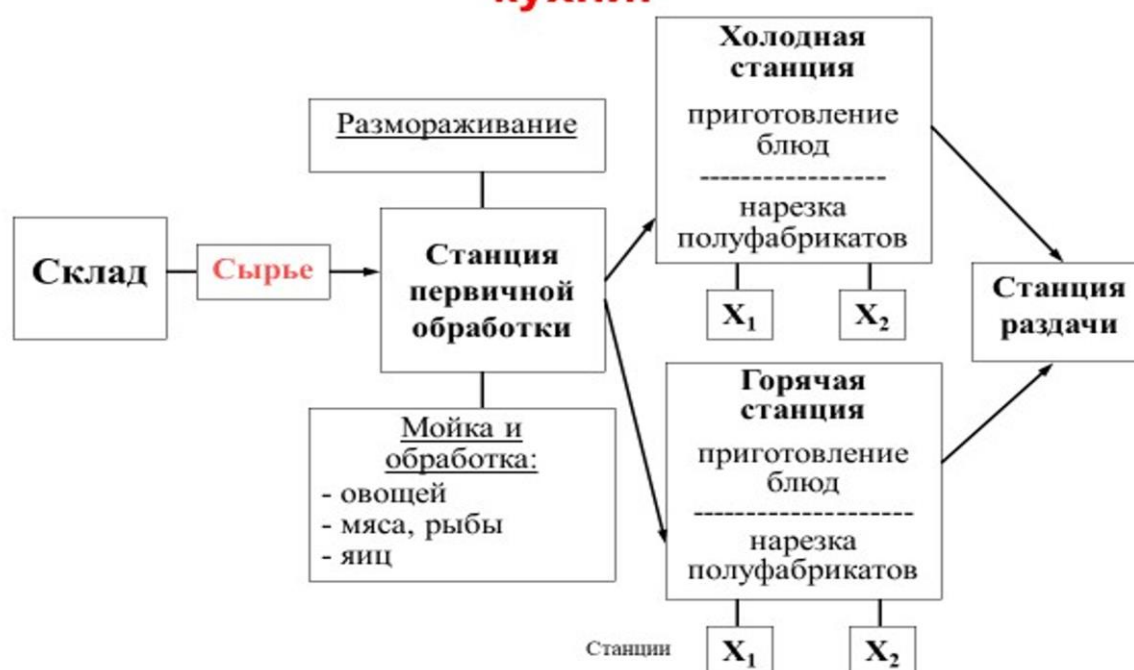 Холодная
станция
приготовление
блюд
-----------------
нарезка
полуфабрикатов
X₁
X₂
Размораживание
Склад
Сырье
Станция
первичной
обработки
Мойка и
обработка:
- овощей
- мяса, рыбы
- яиц
Горячая
станция
приготовление
блюд
--------------------
нарезка
полуфабрикатов
Станции
X₁
X₂
Станция
раздачи